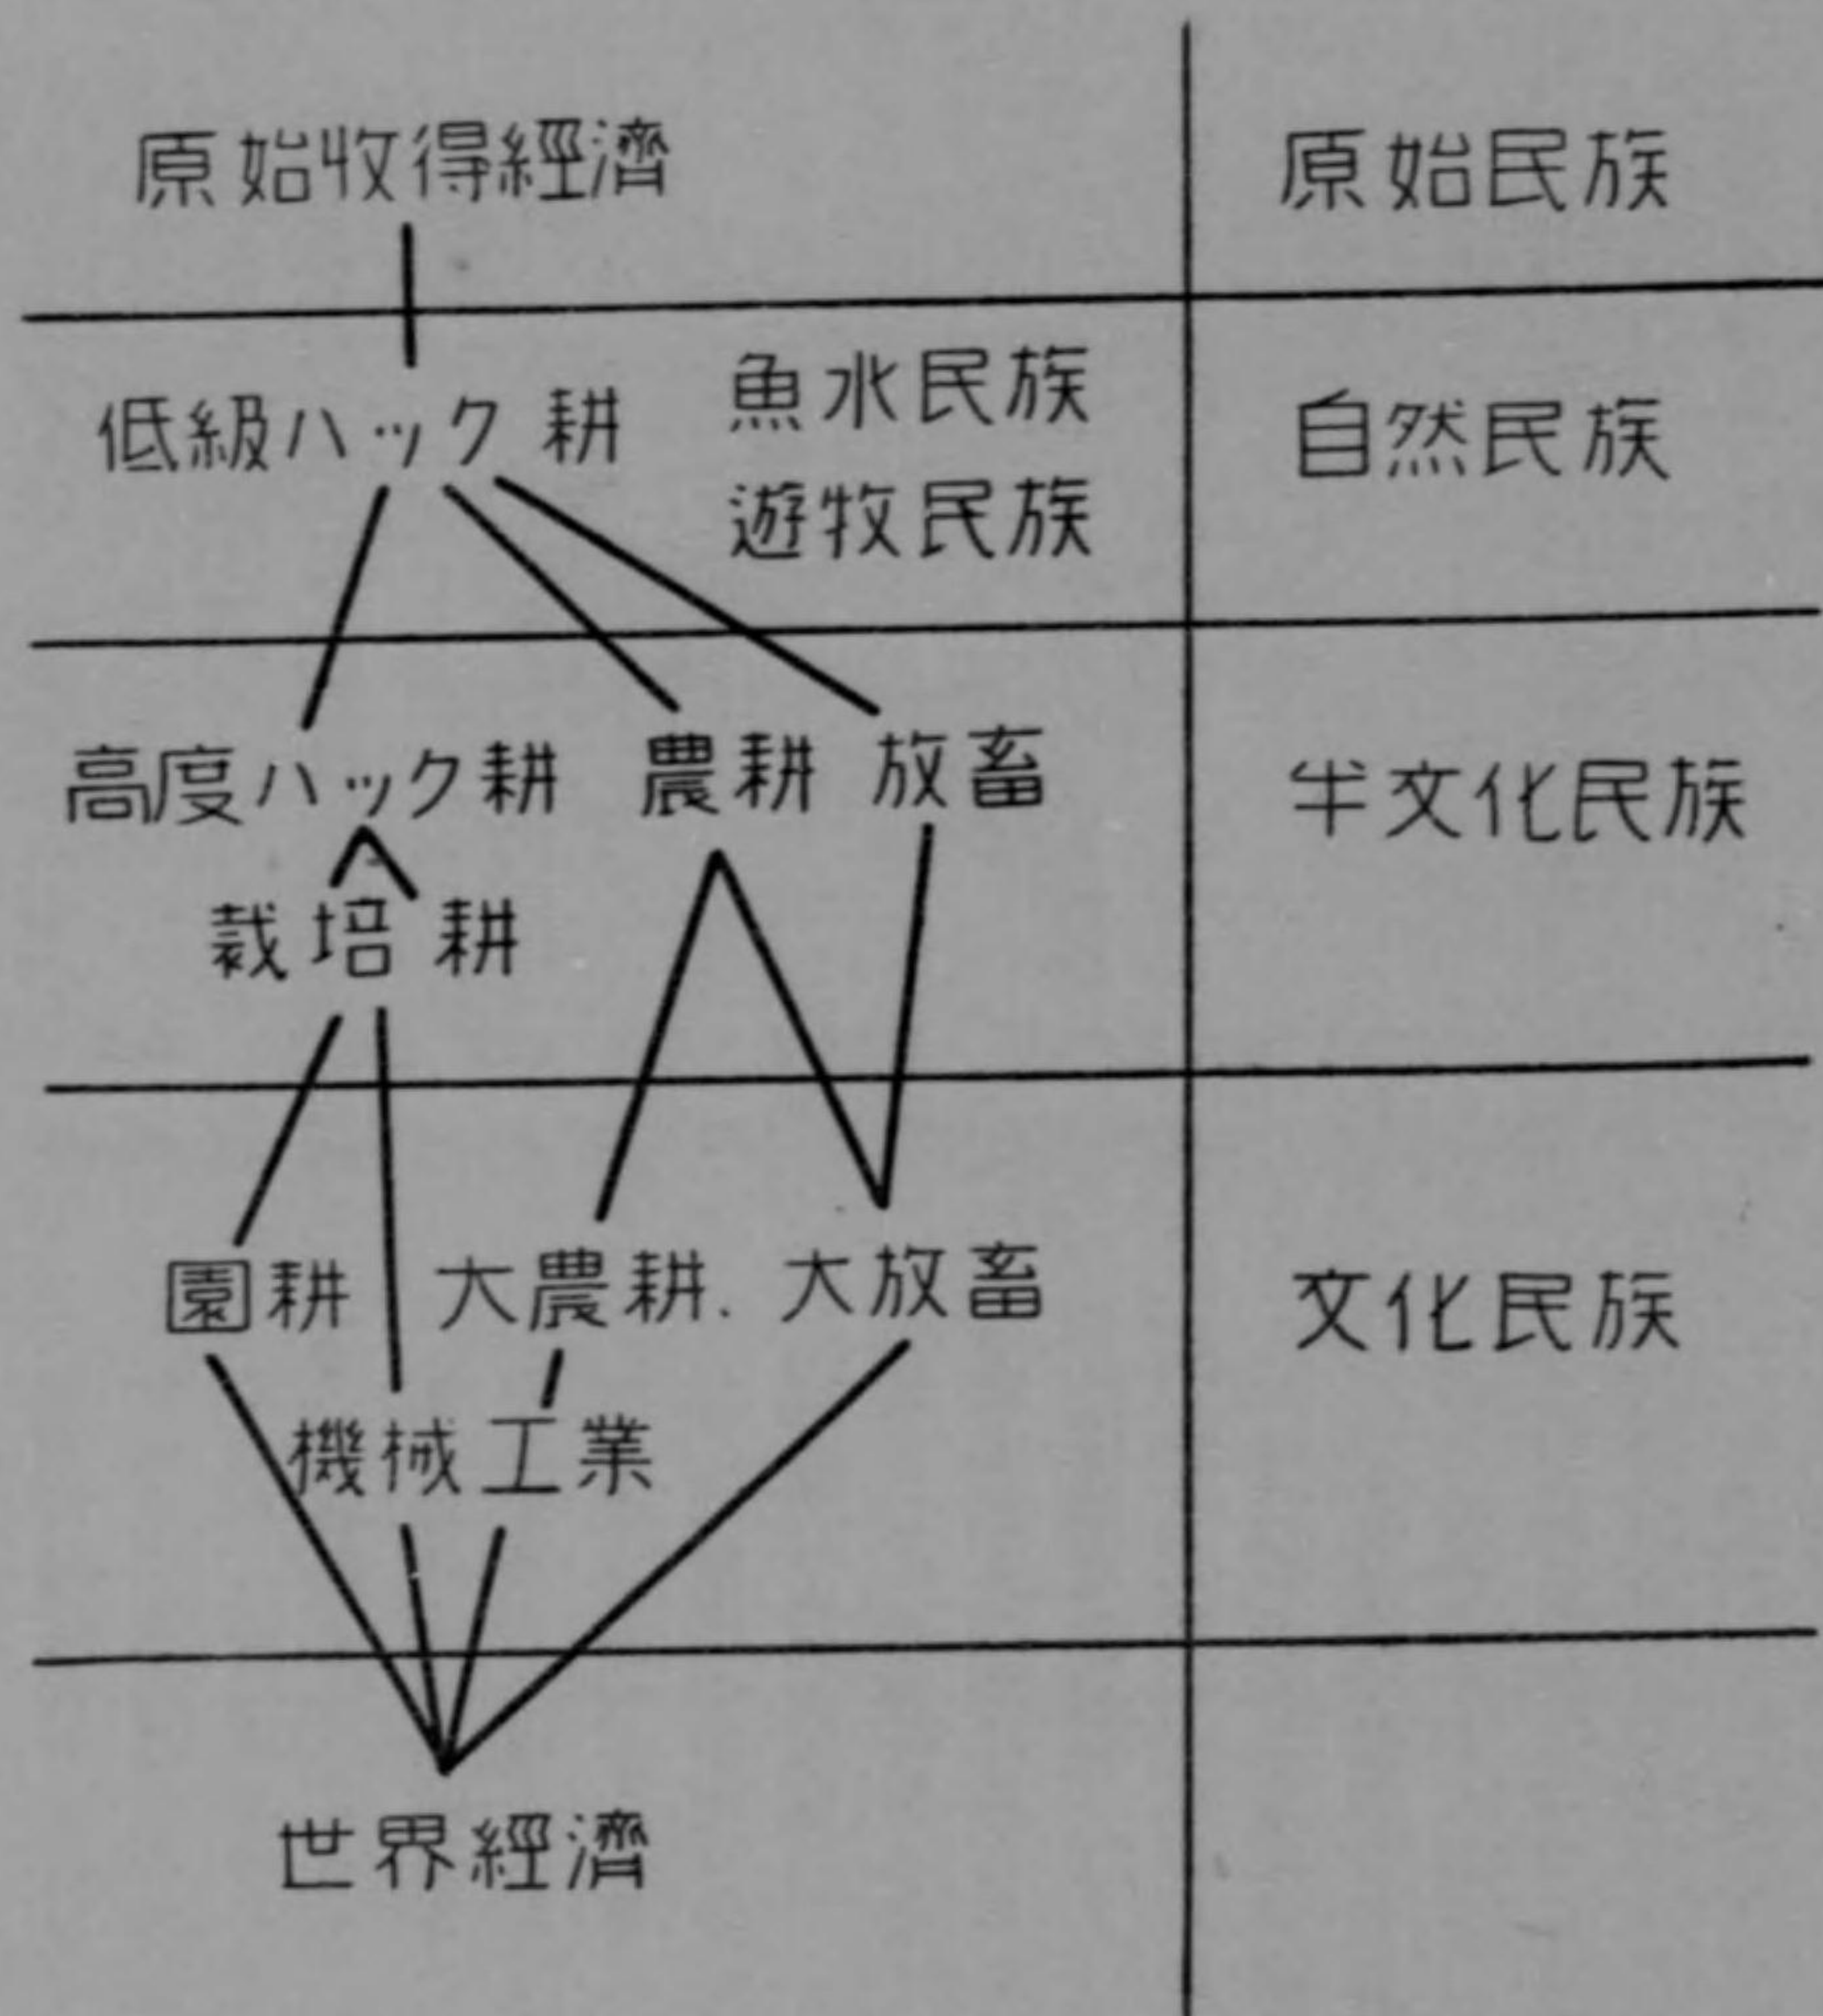 原始收得經濟 原始民族
低級ハック耕 魚水民族 自然民族
遊牧民族
高度ハック耕 農耕 放畜 半文化民族
栽培耕
園耕 大農耕. 大放畜 文化民族
機械工業
世界經濟